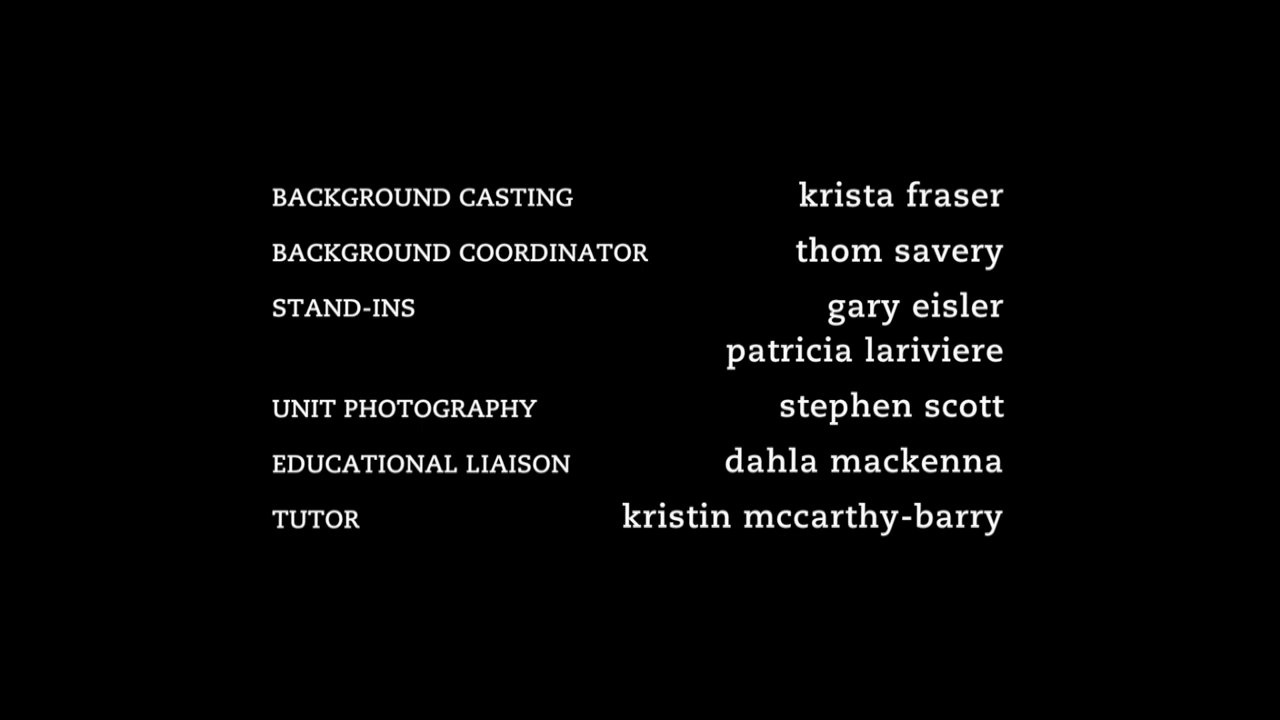 BACKGROUND CASTING krista fraser
BACKGROUND COORDINATOR thom savery
STAND-INS gary eisler
patricia lariviere
UNIT PHOTOGRAPHY stephen scott
EDUCATIONAL LIAISON dahla mackenna
TUTOR kristin mccarthy-barry